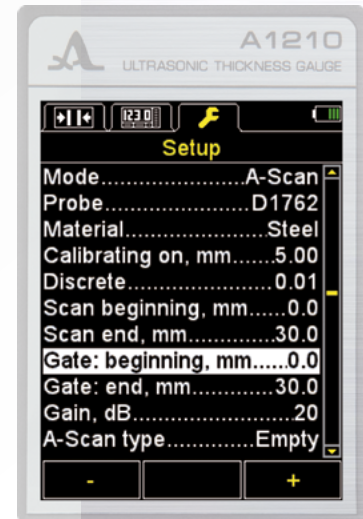 A1210
ULTRASONIC THICKNESS GAUGE
123.0
Setup
Mode......................A-Scan
Probe......................D1762
Material.....................Steel
Calibrating on, mm.......5.00
Discrete......................0.01
Scan beginning, mm......0.0
Scan end, mm...........30.0
Gate: beginning, mm......0.0
Gate: end, mm...........30.0
Gain, dB.......................20
A-Scan type..............Empty
- +